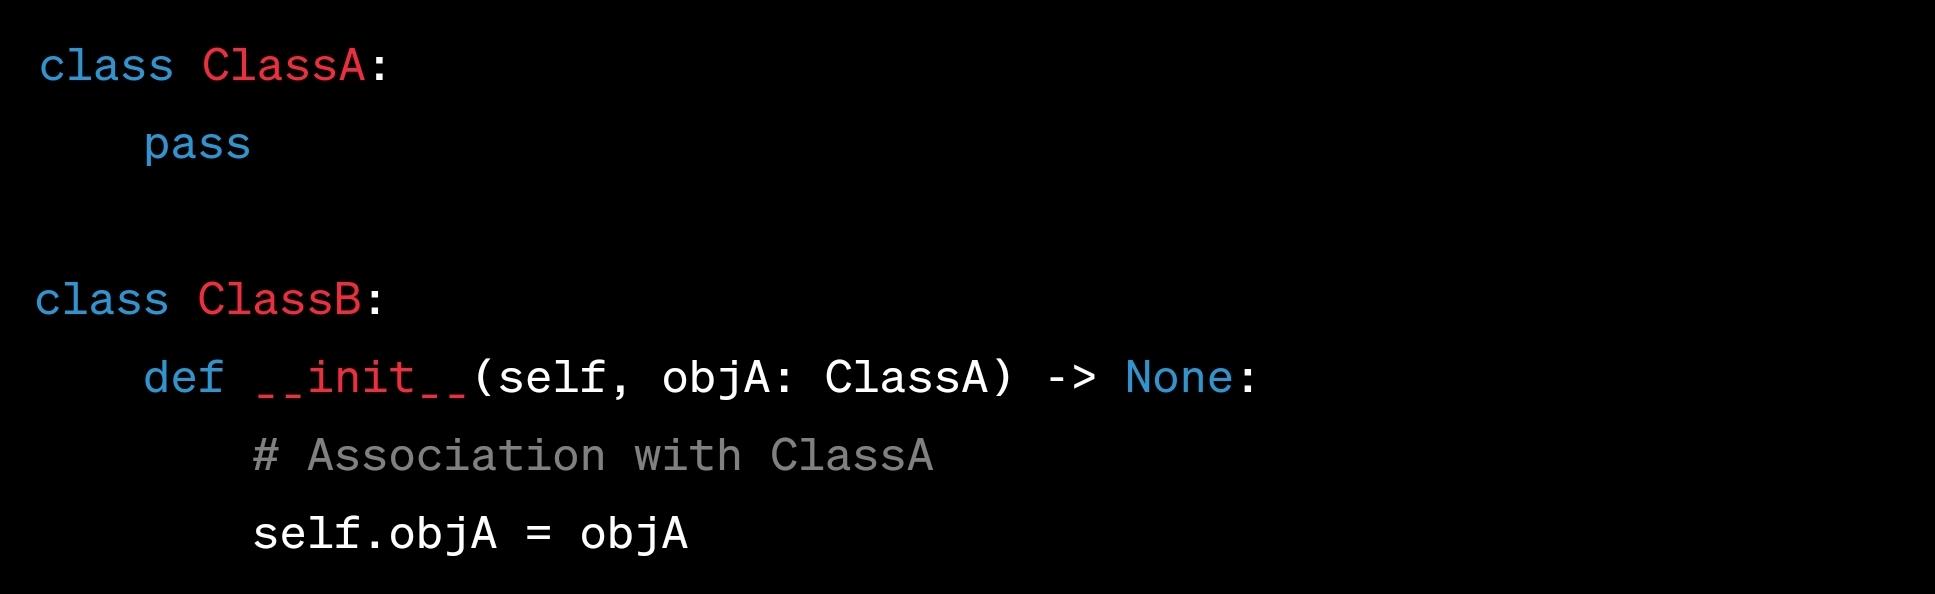 class ClassA:
    pass

class ClassB:
    def __init__(self, objA: ClassA) -> None:
        # Association with ClassA
        self.objA = objA